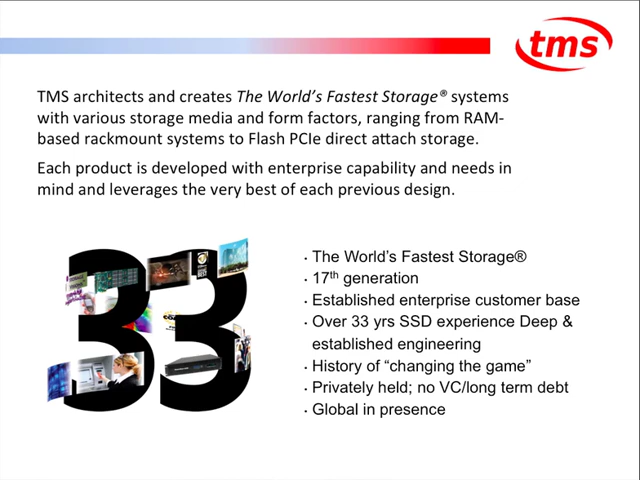 tms
TMS architects and creates The World's Fastest Storage® systems
with various storage media and form factors, ranging from RAM-
based rackmount systems to Flash PCIe direct attach storage.
Each product is developed with enterprise capability and needs in
mind and leverages the very best of each previous design.
33
· The World's Fastest Storage®
· 17th generation
· Established enterprise customer base
· Over 33 yrs SSD experience Deep &
established engineering
· History of “changing the game”
· Privately held; no VC/long term debt
· Global in presence